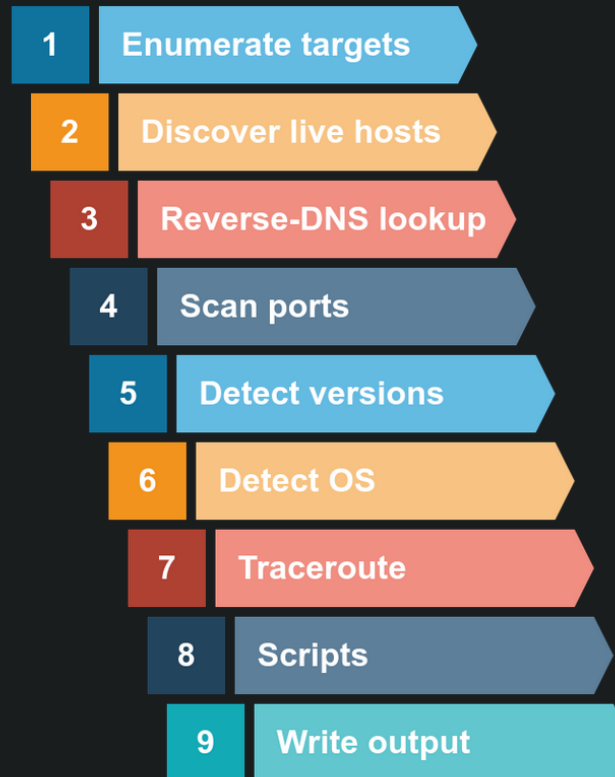 1 Enumerate targets
2 Discover live hosts
3 Reverse-DNS lookup
4 Scan ports
5 Detect versions
6 Detect OS
7 Traceroute
8 Scripts
9 Write output